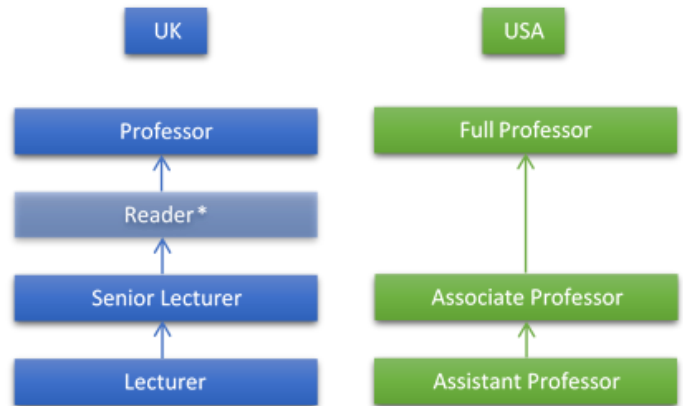 UK
USA
Professor
Full Professor
Reader*
Senior Lecturer
Associate Professor
Lecturer
Assistant Professor